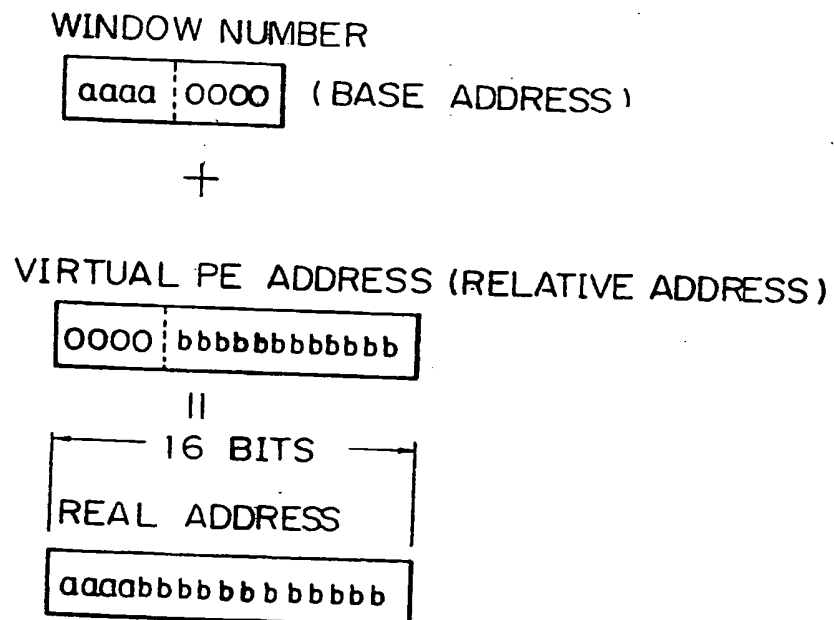 WINDOW NUMBER
aaaa 0000 (BASE ADDRESS)
+
VIRTUAL PE ADDRESS (RELATIVE ADDRESS)
0000 bbbbbbbbbbbb
||
16 BITS
REAL ADDRESS
aaaabbbbbbbbbbbb